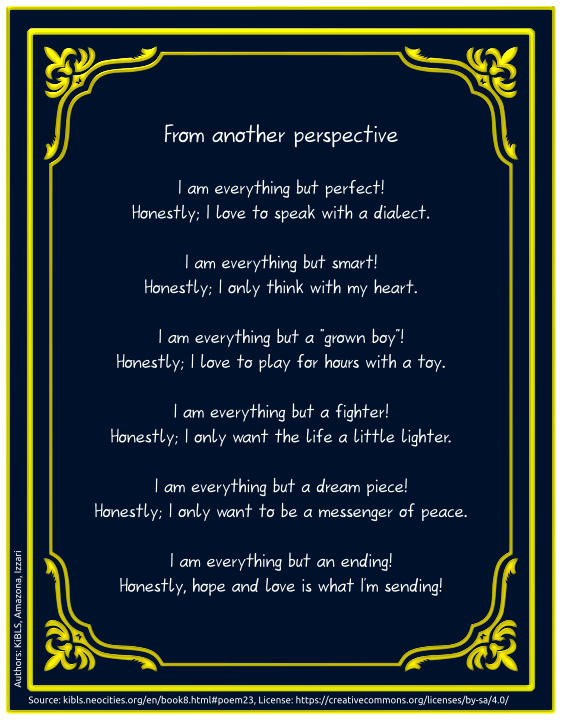 From another perspective
I am everything but perfect!
Honestly; I love to speak with a dialect.
I am everything but smart!
Honestly; I only think with my heart.
I am everything but a "grown boy"!
Honestly; I love to play for hours with a toy.
I am everything but a fighter!
Honestly; I only want the life a little lighter.
I am everything but a dream piece!
Honestly; I only want to be a messenger of peace.
I am everything but an ending!
Honestly, hope and love is what I'm sending!
Authors: KiBLS, Amazona, Izzari
Source: kibls.neocities.org/en/book8.html#poem23, License: https://creativecommons.org/licenses/by-sa/4.0/